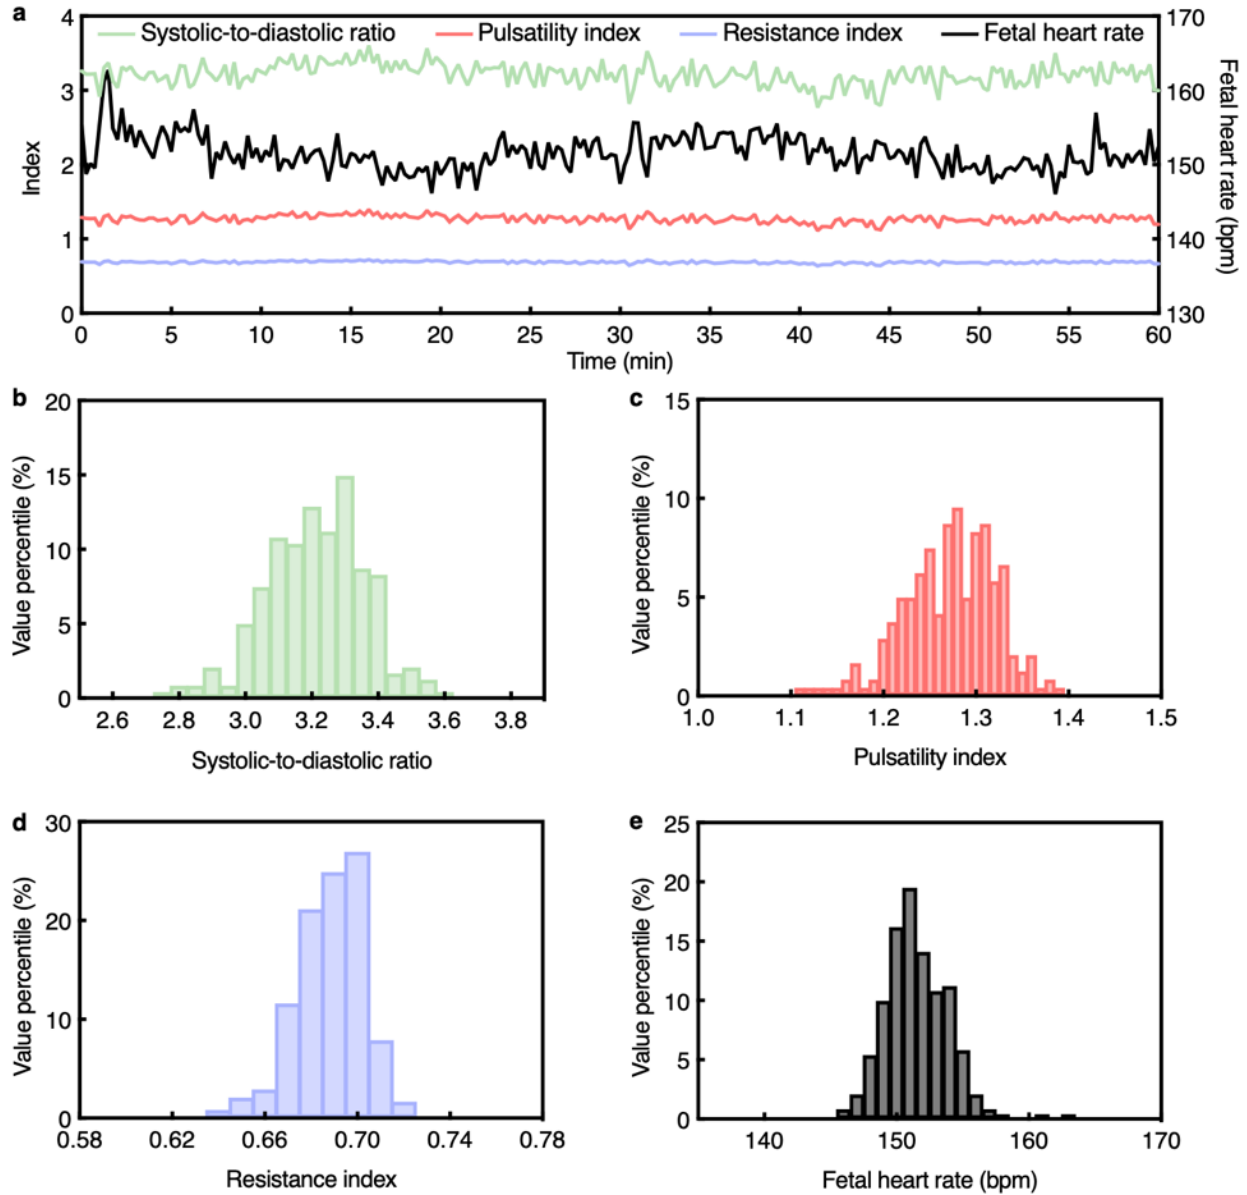 a
Systolic-to-diastolic ratio Pulsatility index Resistance index Fetal heart rate
4 170
3 160
2 150
1 140
0 130
Index
Fetal heart rate (bpm)
0 5 10 15 20 25 30 35 40 45 50 55 60
Time (min)
b
20
15
10
5
0
Value percentile (%)
2.6 2.8 3.0 3.2 3.4 3.6 3.8
Systolic-to-diastolic ratio
c
15
10
5
0
Value percentile (%)
1.0 1.1 1.2 1.3 1.4 1.5
Pulsatility index
d
30
20
10
0
Value percentile (%)
0.58 0.62 0.66 0.70 0.74 0.78
Resistance index
e
25
20
15
10
5
0
Value percentile (%)
140 150 160 170
Fetal heart rate (bpm)